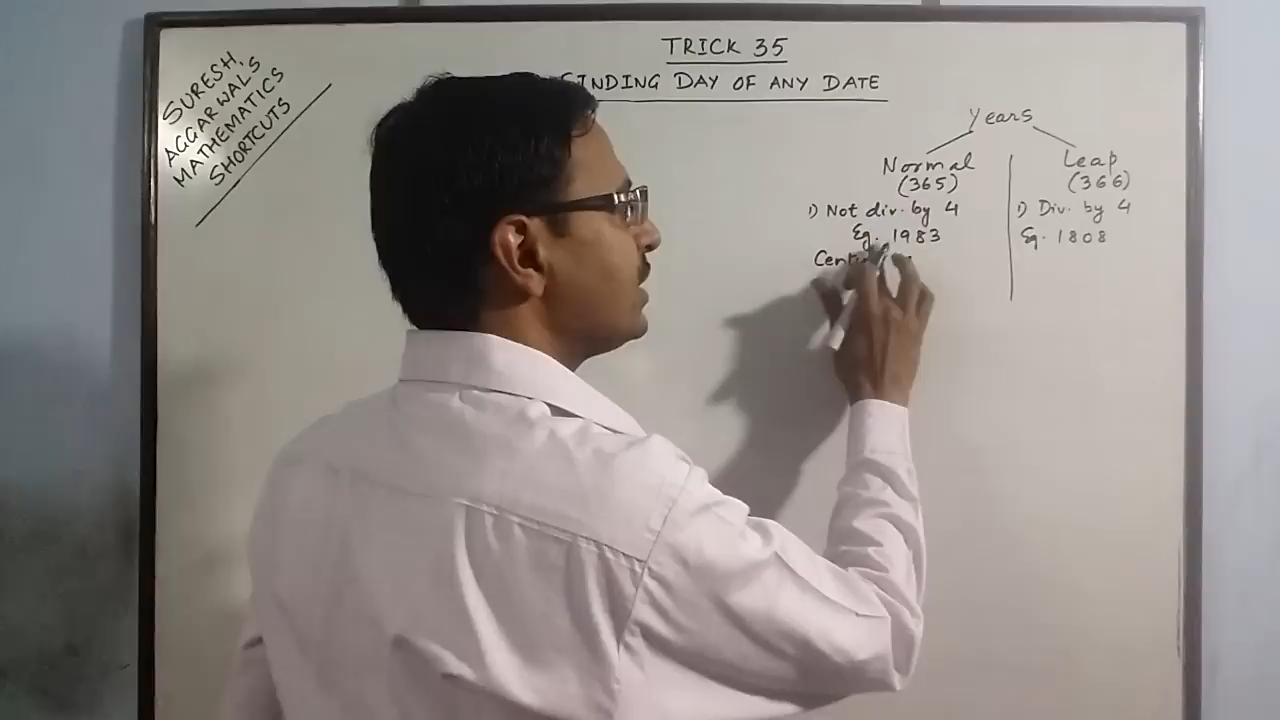 TRICK 35
FINDING DAY OF ANY DATE
SURESH
AGGARWAL'S
MATHEMATICS
SHORTCUTS
Years
Normal
(365)
1) Not div. by 4
Eg. 1983
Leap
(366)
1) Div. by 4
Eg. 1808